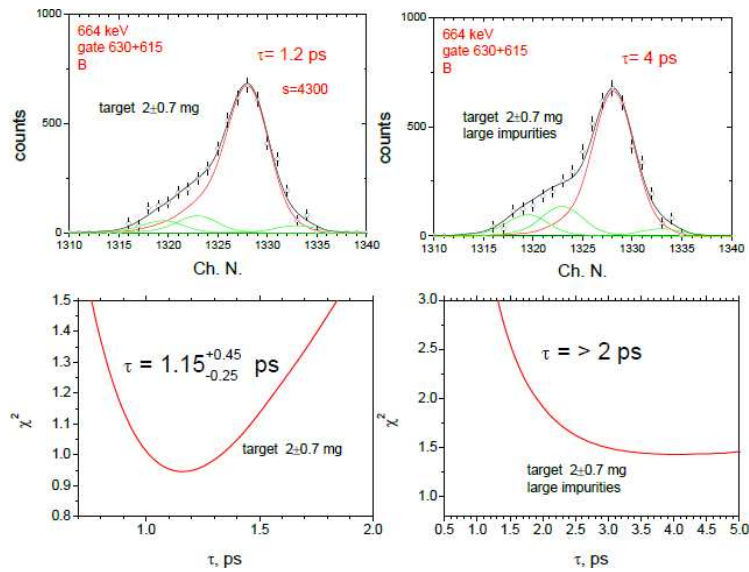 1000
500
0
counts
664 keV
gate 630+615
B
τ= 1.2 ps
s=4300
target 2±0.7 mg
1310 1315 1320 1325 1330 1335 1340
Ch. N.
1000
500
0
counts
664 keV
gate 630+615
B
τ= 4 ps
target 2±0.7 mg
large impurities
1310 1315 1320 1325 1330 1335 1340
Ch. N.
1.5
1.4
1.3
1.2
1.1
1.0
0.9
0.8
χ²
τ = 1.15 +0.45 -0.25 ps
target 2±0.7 mg
1.0 1.5 2.0
τ, ps
3.0
2.5
2.0
1.5
1.0
χ²
τ = > 2 ps
target 2±0.7 mg
large impurities
0.5 1.0 1.5 2.0 2.5 3.0 3.5 4.0 4.5 5.0
τ, ps